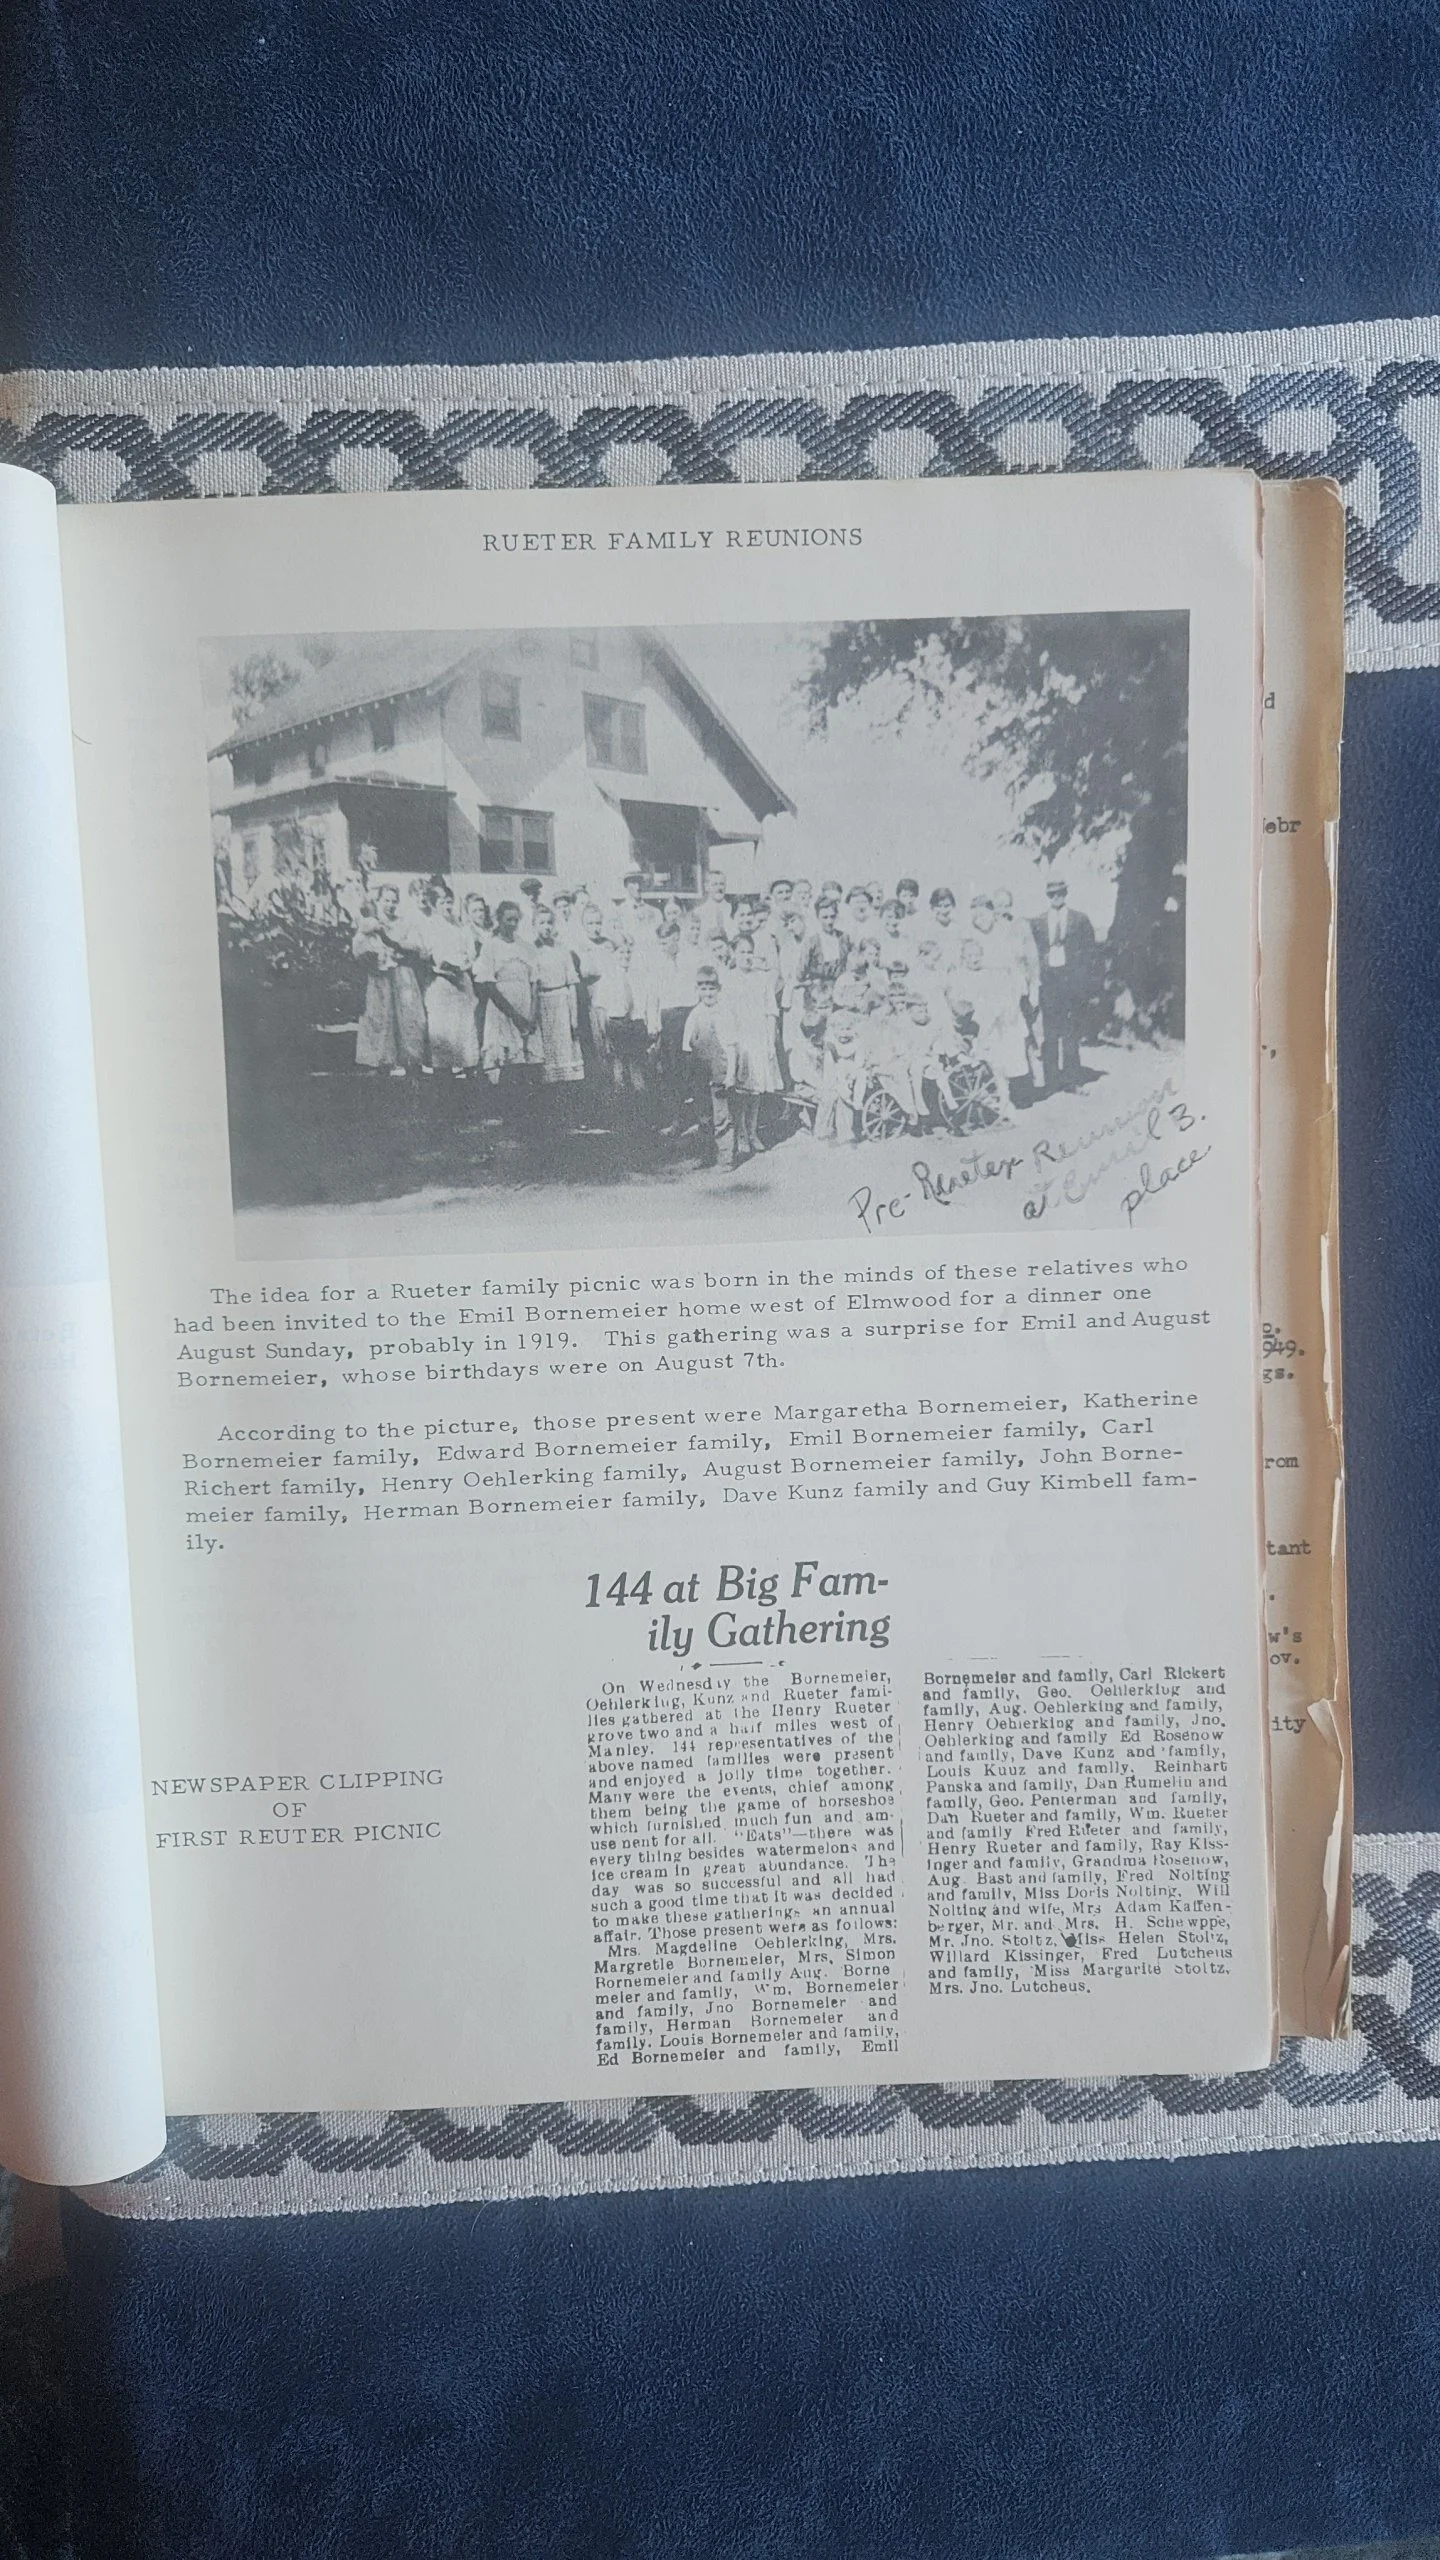 RUETER FAMILY REUNIONS
Pre-Rueter Reunion
at Emil B.
place
The idea for a Rueter family picnic was born in the minds of these relatives who
had been invited to the Emil Bornemeier home west of Elmwood for a dinner one
August Sunday, probably in 1919. This gathering was a surprise for Emil and August
Bornemeier, whose birthdays were on August 7th.
According to the picture, those present were Margaretha Bornemeier, Katherine
Bornemeier family, Edward Bornemeier family, Emil Bornemeier family, Carl
Richert family, Henry Oehlerking family, August Bornemeier family, John Borne-
meier family, Herman Bornemeier family, Dave Kunz family and Guy Kimbell fam-
ily.
NEWSPAPER CLIPPING
OF
FIRST REUTER PICNIC
144 at Big Fam-
ily Gathering
On Wednesday the Bornemeier,
Oehlerking, Kunz and Rueter fami-
lies gathered at the Henry Rueter
grove two and a half miles west of
Manley. 144 representatives of the
above named families were present
and enjoyed a jolly time together.
Many were the events, chief among
them being the game of horseshoe
which furnished much fun and am-
usement for all. "Eats"—there was
every thing besides watermelons and
ice cream in great abundance. The
day was so successful and all had
such a good time that it was decided
to make these gatherings an annual
affair. Those present were as follows:
Mrs. Magdeline Oehlerking, Mrs.
Margretle Bornemeier, Mrs. Simon
Bornemeier and family Aug. Borne
meier and family, Wm. Bornemeier
and family, Jno Bornemeier and
family, Herman Bornemeier and
family. Louis Bornemeier and family,
Ed Bornemeier and family, Emil
Bornemeier and family, Carl Rickert
and family, Geo. Oehlerking and
family, Aug. Oehlerking and family,
Henry Oehlerking and family, Jno.
Oehlerking and family Ed Rosenow
and family, Dave Kunz and family,
Louis Kunz and family. Reinhart
Panska and family, Dan Rumelin and
family, Geo. Penterman and family,
Dan Rueter and family, Wm. Rueter
and family Fred Rueter and family,
Henry Rueter and family, Ray Kiss-
inger and family, Grandma Rosenow,
Aug. Bast and family, Fred Nolting
and family, Miss Doris Nolting, Will
Nolting and wife, Mrs Adam Kaffen-
berger, Mr. and Mrs. H. Schewppe,
Mr. Jno. Stoltz, Miss Helen Stoltz,
Willard Kissinger, Fred Lutcheus
and family, Miss Margarite Stoltz,
Mrs. Jno. Lutcheus.
d
ebr
949.
gs.
rom
tant
w's
ov.
ity